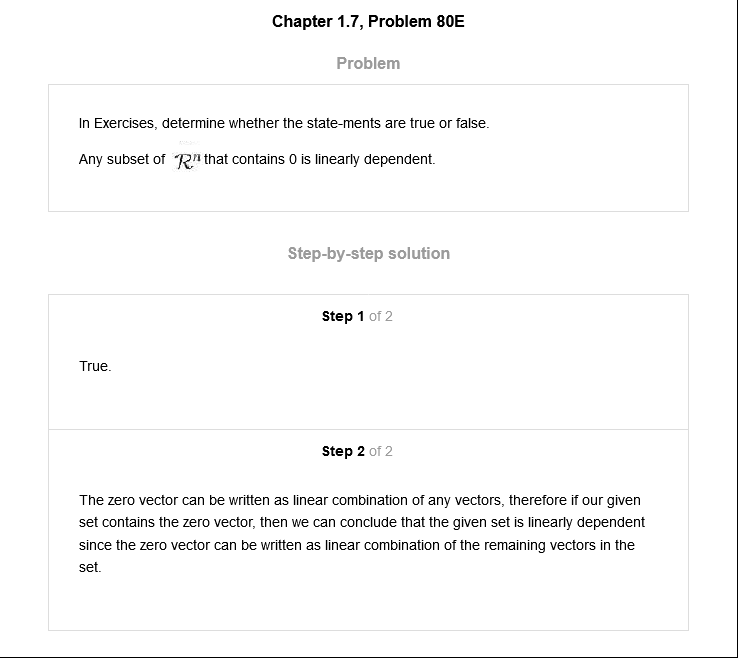 Chapter 1.7, Problem 80E
Problem
In Exercises, determine whether the state-ments are true or false.
Any subset of 𝓡ⁿ that contains 0 is linearly dependent.
Step-by-step solution
Step 1 of 2
True.
Step 2 of 2
The zero vector can be written as linear combination of any vectors, therefore if our given
set contains the zero vector, then we can conclude that the given set is linearly dependent
since the zero vector can be written as linear combination of the remaining vectors in the
set.